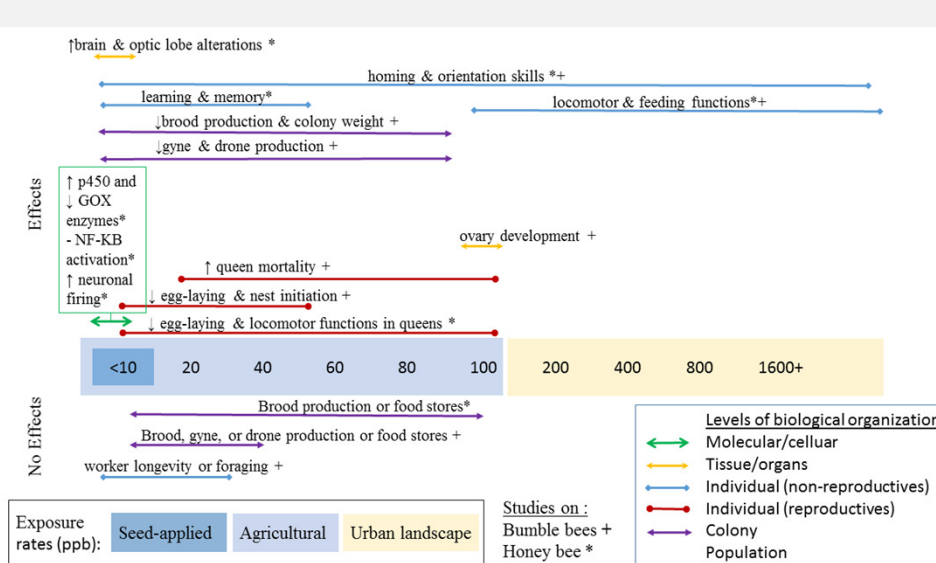 ↑brain & optic lobe alterations *
homing & orientation skills *+
learning & memory*
locomotor & feeding functions*+
↓brood production & colony weight +
↓gyne & drone production +
Effects
↑ p450 and
↓ GOX
enzymes*
- NF-KB
activation*
↑ neuronal
firing*
ovary development +
↑ queen mortality +
↓ egg-laying & nest initiation +
↓ egg-laying & locomotor functions in queens *
<10 20 40 60 80 100 200 400 800 1600+
No Effects
Brood production or food stores*
Brood, gyne, or drone production or food stores +
worker longevity or foraging +
Exposure
rates (ppb):
Seed-applied
Agricultural
Urban landscape
Studies on :
Bumble bees +
Honey bee *
Levels of biological organization
Molecular/celluar
Tissue/organs
Individual (non-reproductives)
Individual (reproductives)
Colony
Population